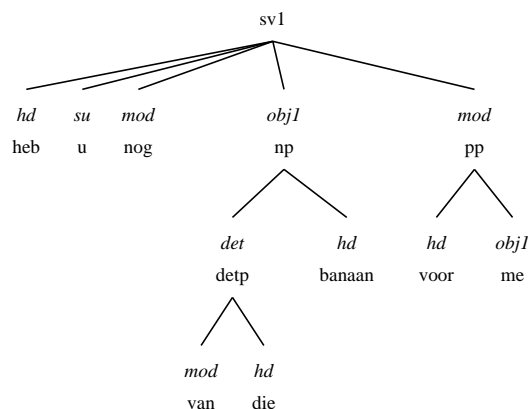 sv1
hd su mod obj1 mod
heb u nog np pp
det hd hd obj1
detp banaan voor me
mod hd
van die